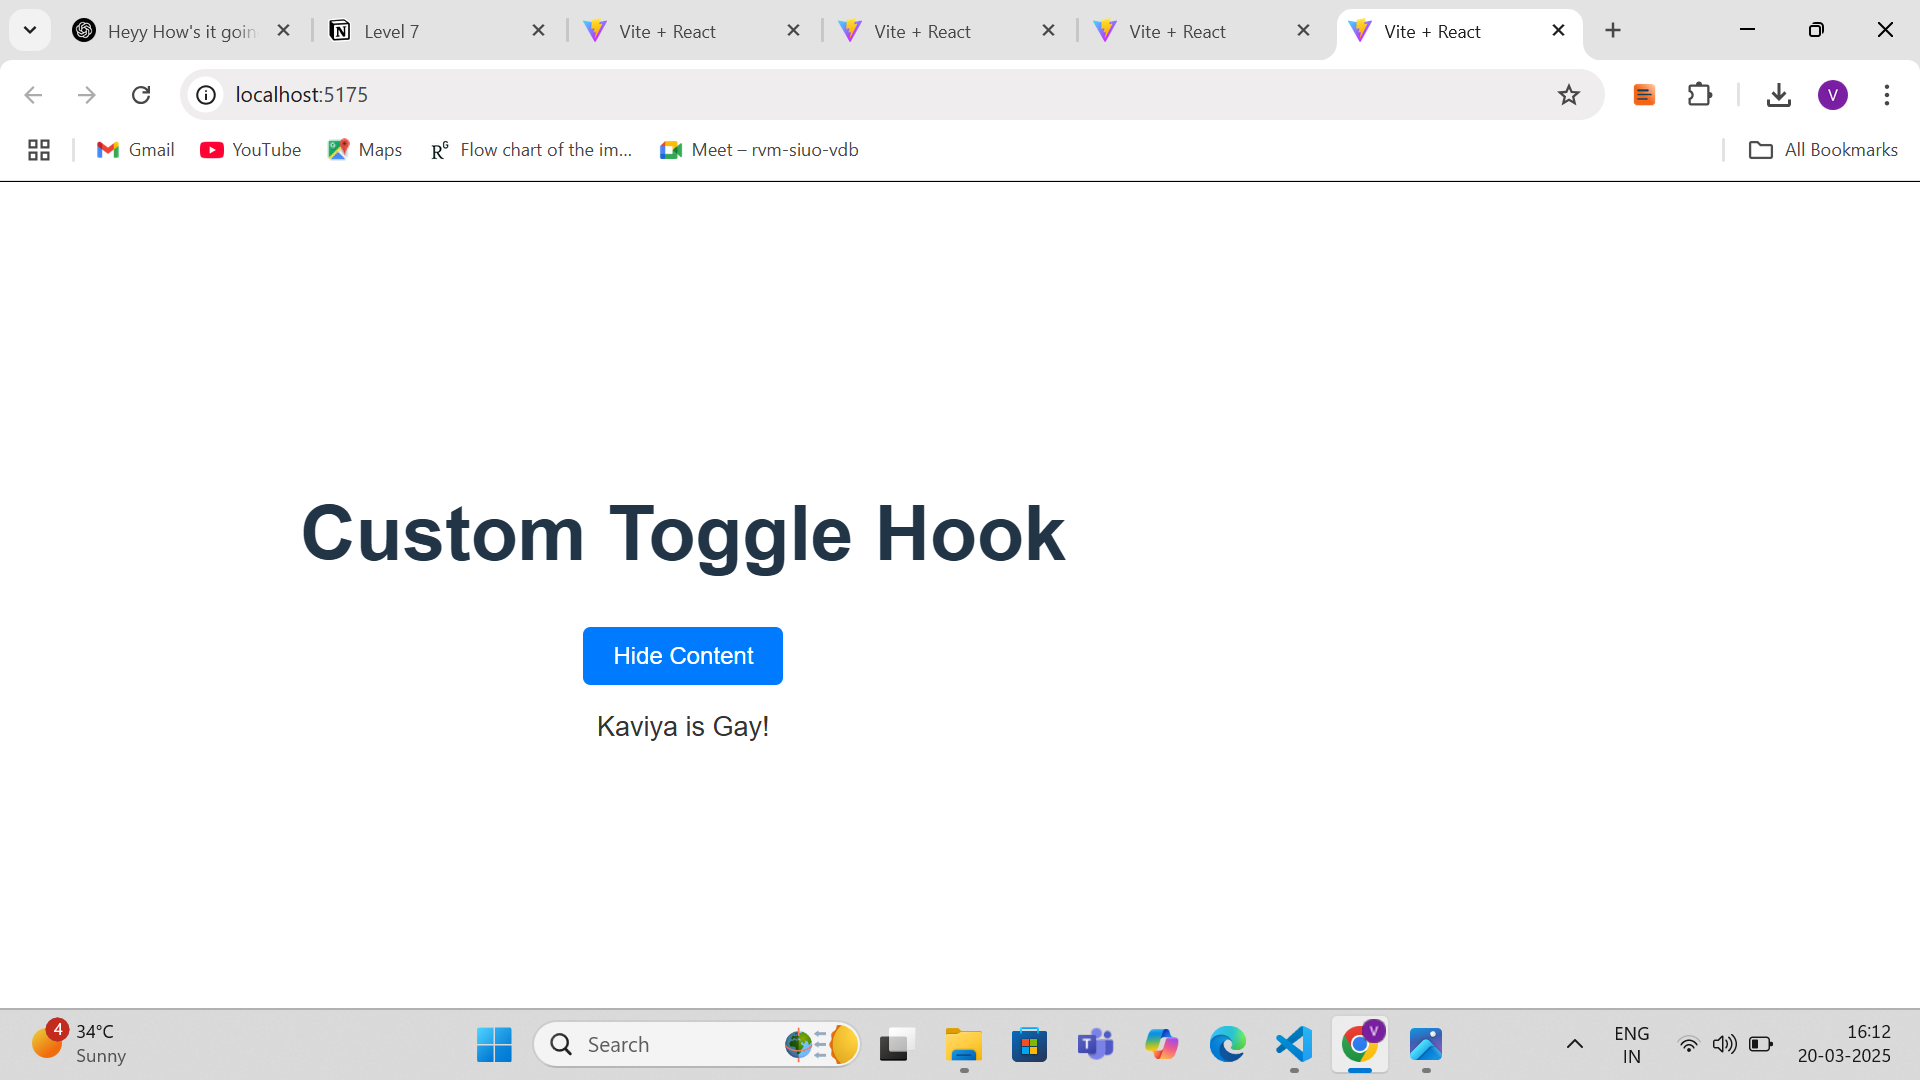 Heyy How's it goin
Level 7
Vite + React
Vite + React
Vite + React
Vite + React
localhost:5175
V
Gmail
YouTube
Maps
RG Flow chart of the im...
Meet – rvm-siuo-vdb
All Bookmarks
Custom Toggle Hook
Hide Content
Kaviya is Gay!
4
34°C
Sunny
Search
V
ENG
IN
16:12
20-03-2025